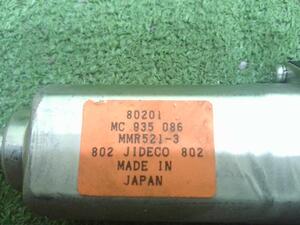 80201
MC 935 086
MMR521-3
802 JIDECO 802
MADE IN
JAPAN